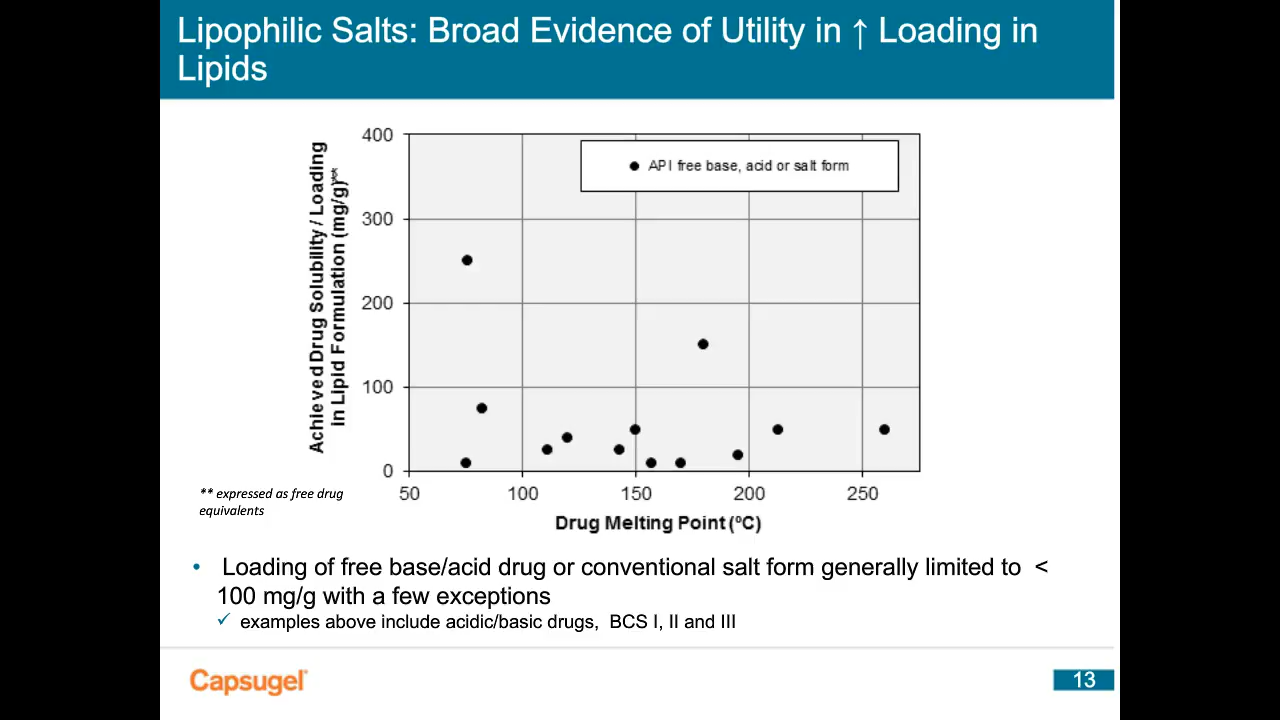 Lipophilic Salts: Broad Evidence of Utility in ↑ Loading in
Lipids
Achieved Drug Solubility / Loading
in Lipid Formulation (mg/g)**
400
300
200
100
0
API free base, acid or salt form
50
100
150
200
250
Drug Melting Point (ºC)
** expressed as free drug
equivalents
• Loading of free base/acid drug or conventional salt form generally limited to <
100 mg/g with a few exceptions
✓ examples above include acidic/basic drugs, BCS I, II and III
Capsugel®
13